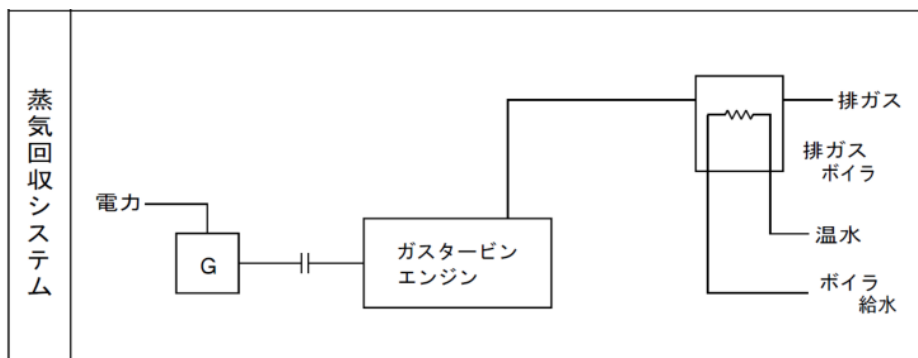 蒸気回収システム
電力
G
ガスタービン
エンジン
排ガス
排ガス
ボイラ
温水
ボイラ
給水